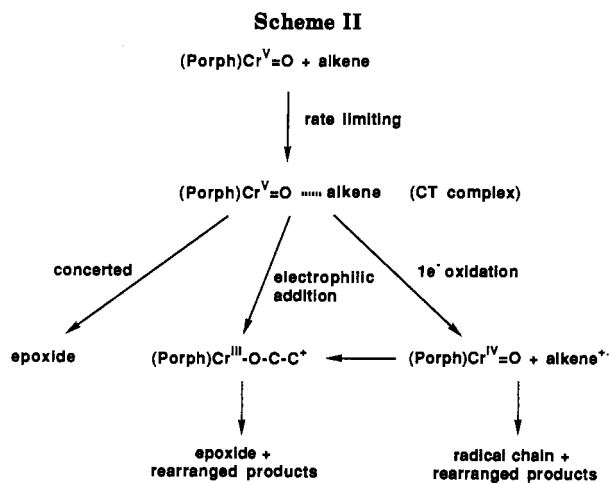 Scheme II
(Porph)Cr^V=O + alkene
rate limiting
(Porph)Cr^V=O ······ alkene (CT complex)
concerted
electrophilic
addition
1e^- oxidation
epoxide
(Porph)Cr^III-O-C-C^+
(Porph)Cr^IV=O + alkene^+·
epoxide +
rearranged products
radical chain +
rearranged products